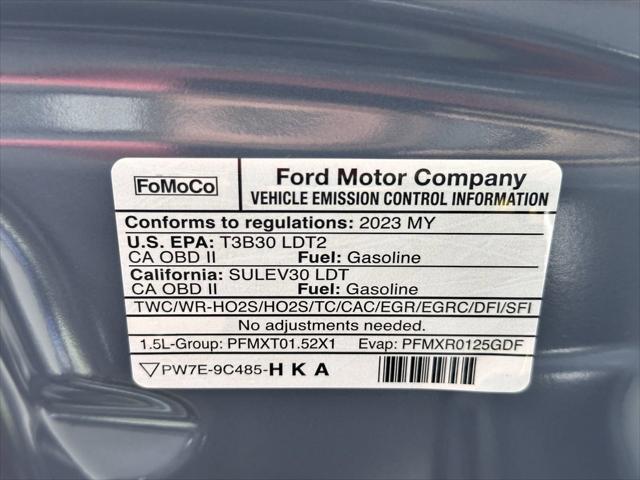 FoMoCo
Ford Motor Company
VEHICLE EMISSION CONTROL INFORMATION
Conforms to regulations: 2023 MY
U.S. EPA: T3B30 LDT2
CA OBD II Fuel: Gasoline
California: SULEV30 LDT
CA OBD II Fuel: Gasoline
TWC/WR-HO2S/HO2S/TC/CAC/EGR/EGRC/DFI/SFI
No adjustments needed.
1.5L-Group: PFMXT01.52X1 Evap: PFMXR0125GDF
PW7E-9C485-H K A